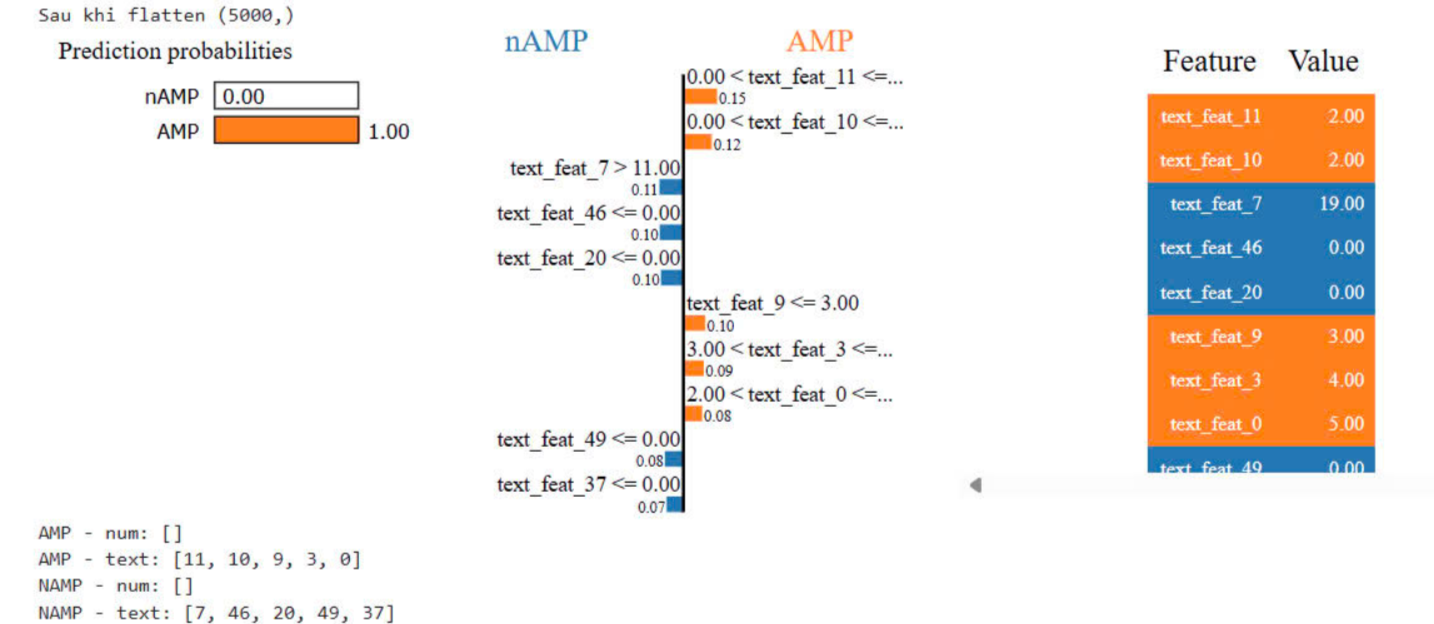 Sau khi flatten (5000,)
Prediction probabilities
nAMP 0.00
AMP 1.00
nAMP AMP
0.00 < text_feat_11 <=...
0.15
0.00 < text_feat_10 <=...
0.12
text_feat_7 > 11.00
0.11
text_feat_46 <= 0.00
0.10
text_feat_20 <= 0.00
0.10
text_feat_9 <= 3.00
0.10
3.00 < text_feat_3 <=...
0.09
2.00 < text_feat_0 <=...
0.08
text_feat_49 <= 0.00
0.08
text_feat_37 <= 0.00
0.07
Feature Value
text_feat_11 2.00
text_feat_10 2.00
text_feat_7 19.00
text_feat_46 0.00
text_feat_20 0.00
text_feat_9 3.00
text_feat_3 4.00
text_feat_0 5.00
text_feat_49 0.00
AMP - num: []
AMP - text: [11, 10, 9, 3, 0]
NAMP - num: []
NAMP - text: [7, 46, 20, 49, 37]